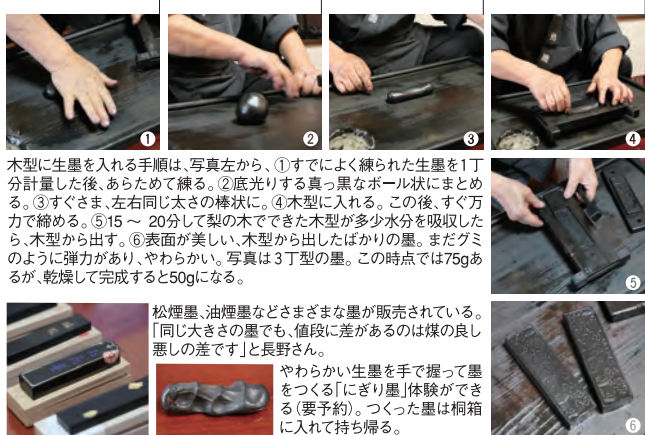 ①
②
③
④
木型に生墨を入れる手順は、写真左から、①すでによく練られた生墨を1丁
分計量した後、あらためて練る。②底光りする真っ黒なボール状にまとめ
る。③すぐさま、左右同じ太さの棒状に。④木型に入れる。この後、すぐ万
力で締める。⑤15 〜 20分して梨の木でできた木型が多少水分を吸収した
ら、木型から出す。⑥表面が美しい、木型から出したばかりの墨。まだグミ
のように弾力があり、やわらかい。写真は3丁型の墨。この時点では75gあ
るが、乾燥して完成すると50gになる。
⑤
松煙墨、油煙墨などさまざまな墨が販売されている。
「同じ大きさの墨でも、値段に差があるのは煤の良し
悪しの差です」と長野さん。
やわらかい生墨を手で握って墨
をつくる「にぎり墨」体験ができ
る(要予約)。つくった墨は桐箱
に入れて持ち帰る。
⑥